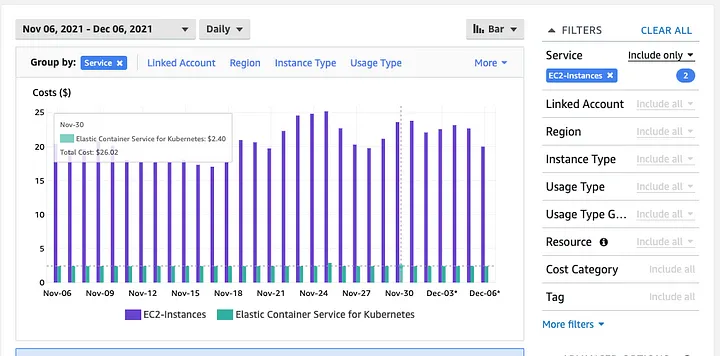 Nov 06, 2021 - Dec 06, 2021
Daily
Bar
Group by:
Service ×
Linked Account
Region
Instance Type
Usage Type
More
Costs ($)
25
20
15
10
5
0
Nov-30
Elastic Container Service for Kubernetes: $2.40
Total Cost: $26.02
Nov-06 Nov-09 Nov-12 Nov-15 Nov-18 Nov-21 Nov-24 Nov-27 Nov-30 Dec-03* Dec-06*
EC2-Instances Elastic Container Service for Kubernetes
FILTERS CLEAR ALL
Service Include only
EC2-Instances × 2
Linked Account Include all
Region Include all
Instance Type Include all
Usage Type Include all
Usage Type G... Include all
Resource Include all
Cost Category Include all
Tag Include all
More filters